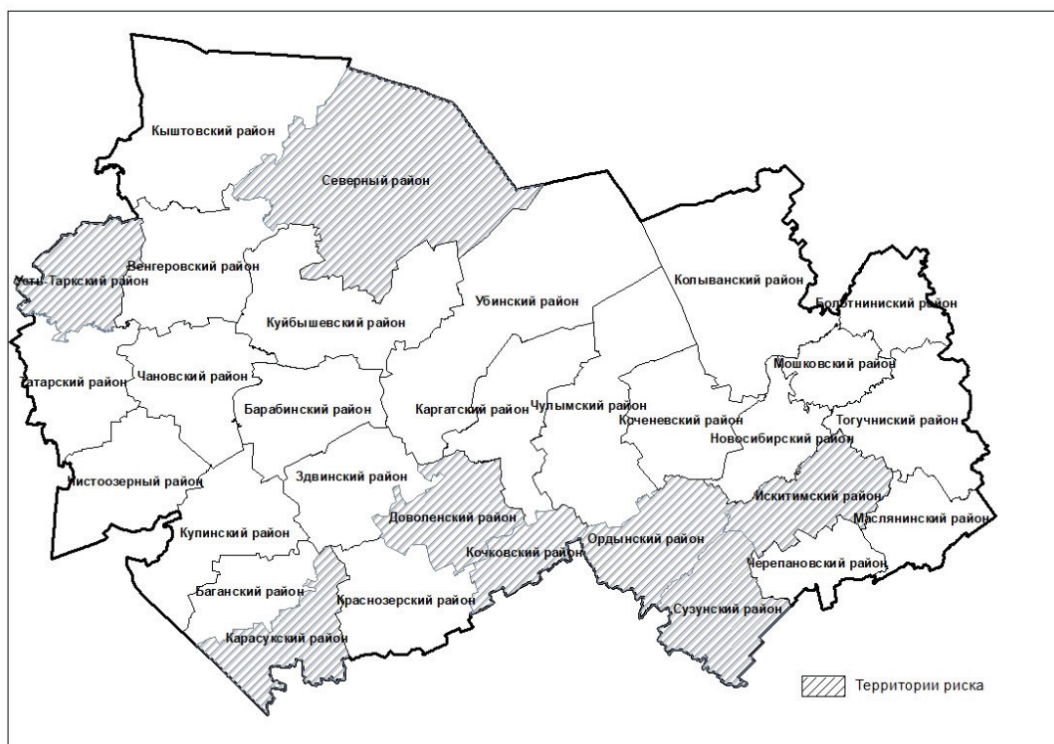 Кыштовский район
Северный район
Усть-Таркский район
Венгеровский район
Колыванский район
Убинский район
Болотниниский район
Куйбышевский район
Мошковский район
Татарский район
Чановский район
Барабинский район
Каргатский район
Чулымский район
Коченевский район
Тогучниский район
Новосибирский район
Чистоозерный район
Здвинский район
Искитимский район
Доволенский район
Маслянинский район
Купинский район
Кочковский район
Ордынский район
Черепановский район
Баганский район
Краснозерский район
Сузунский район
Карасукский район
Территории риска